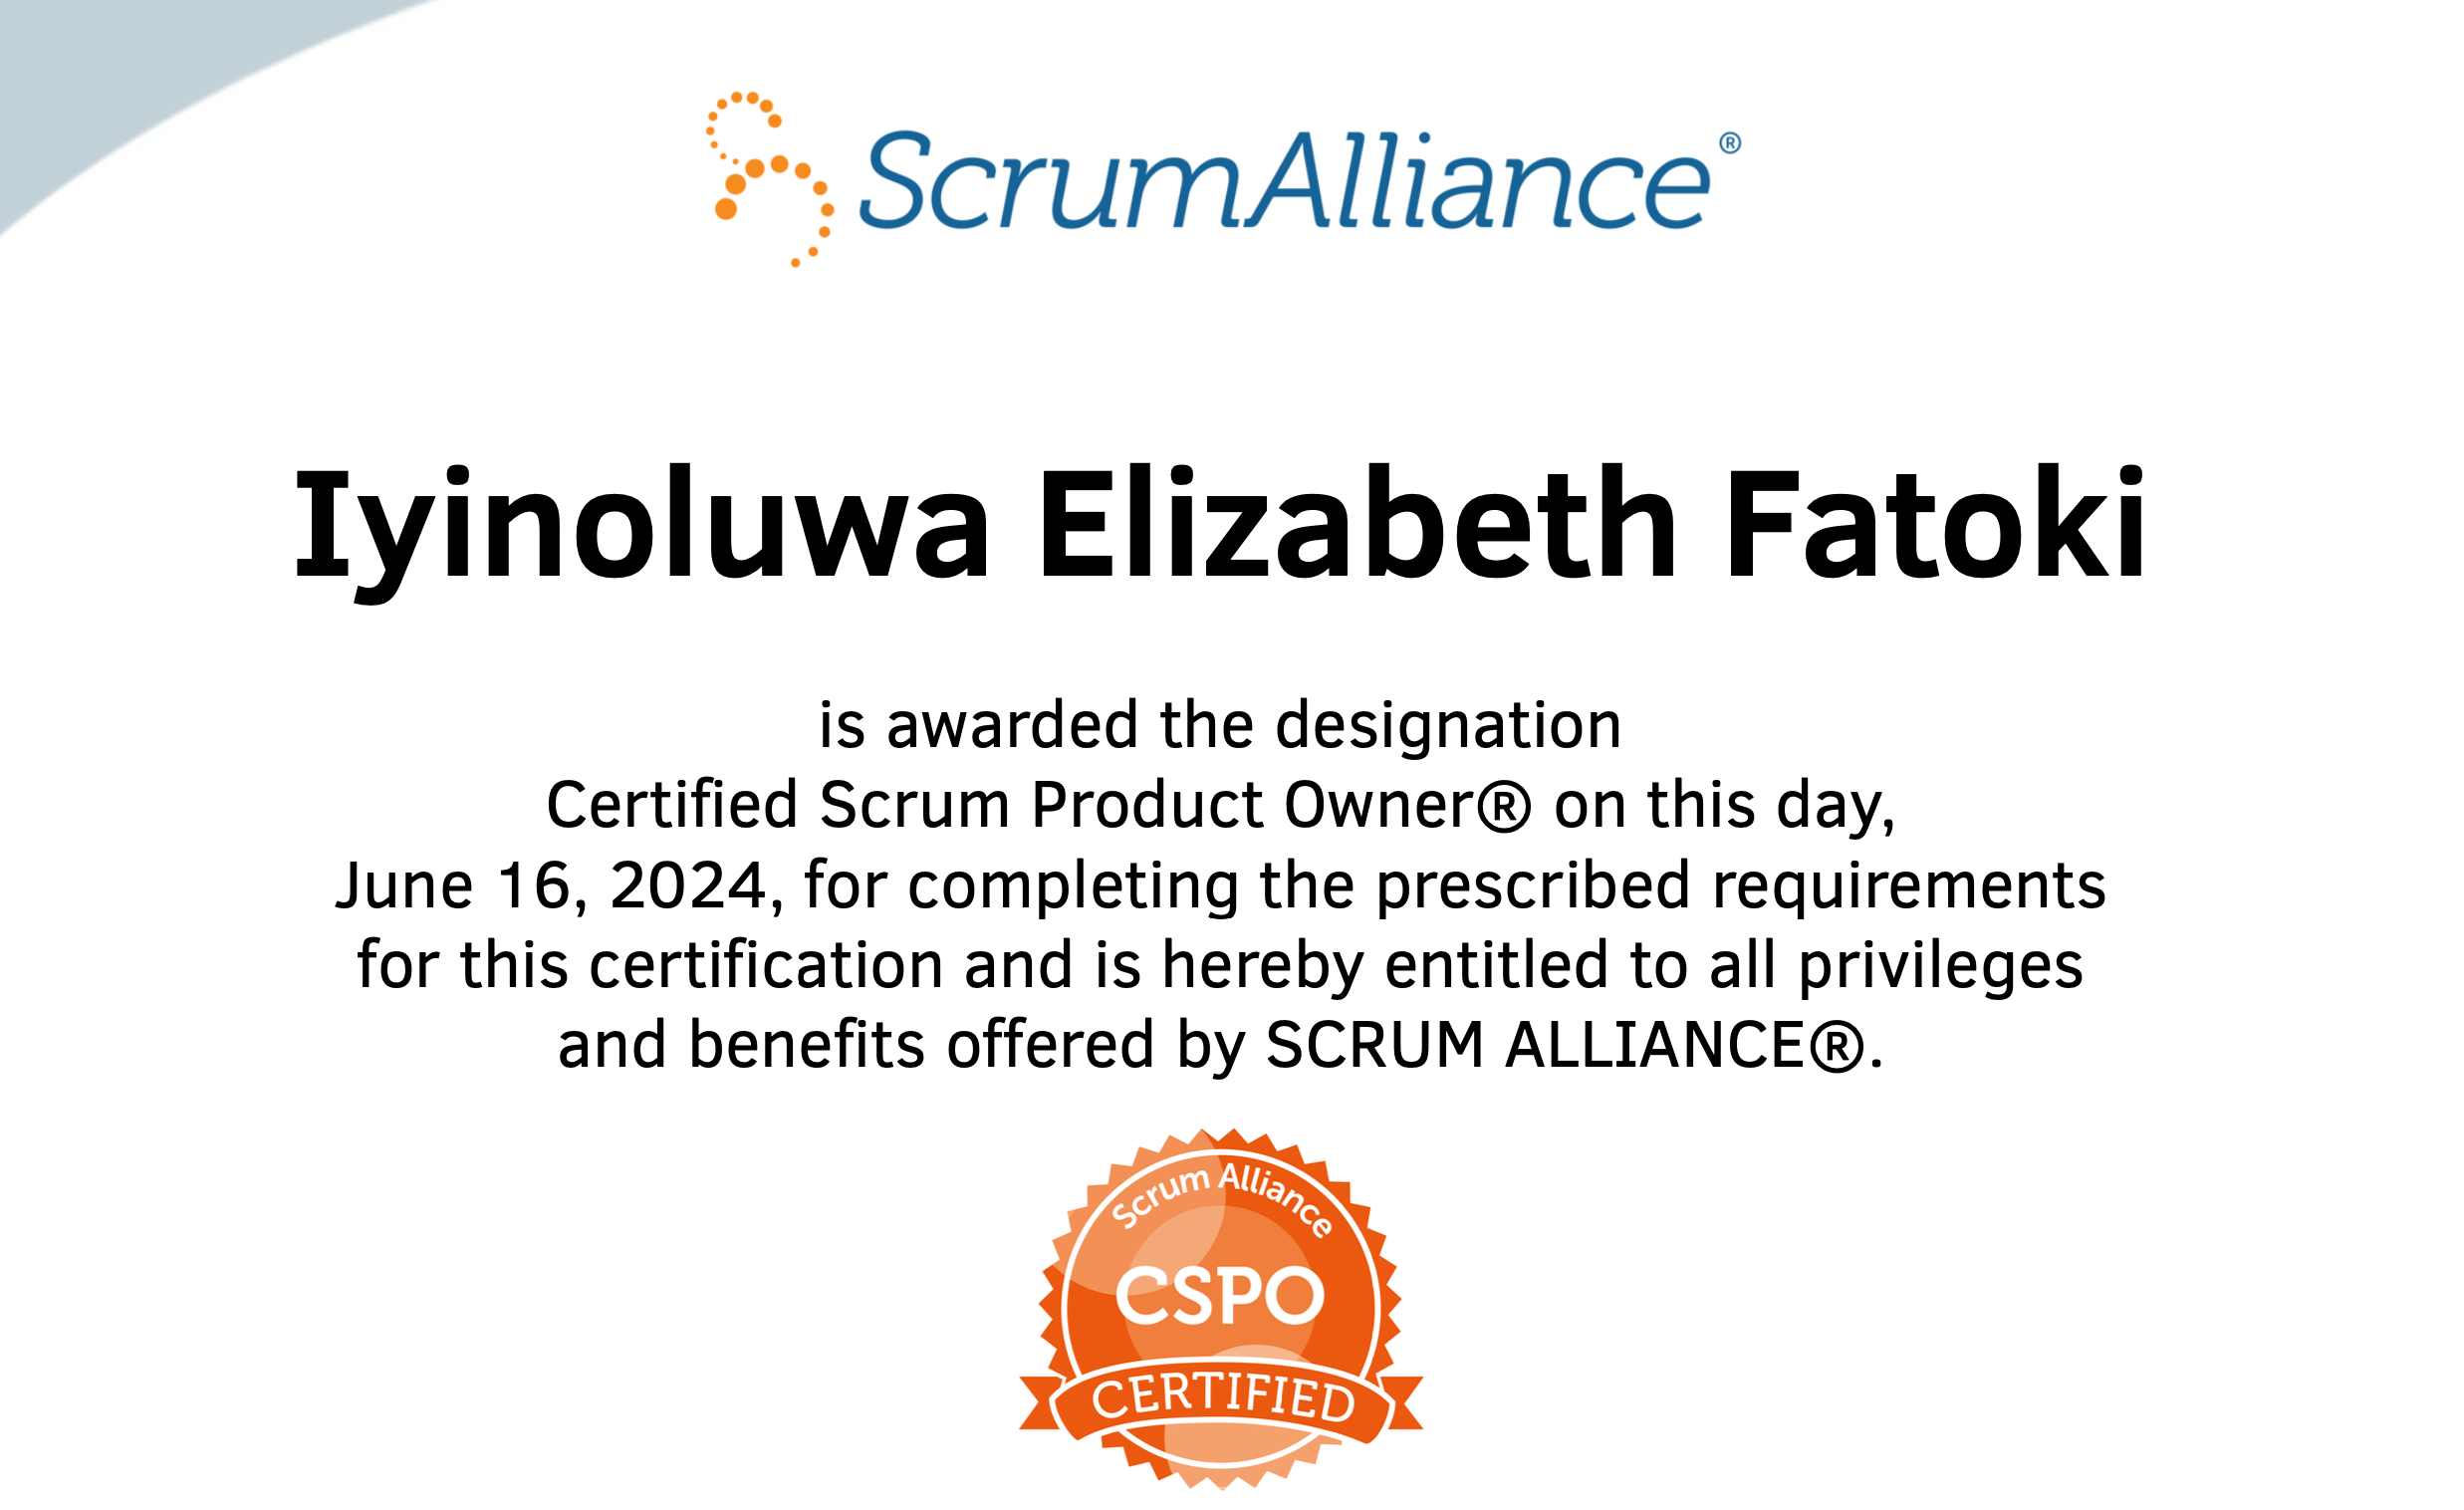 ScrumAlliance®
Iyinoluwa Elizabeth Fatoki
is awarded the designation
Certified Scrum Product Owner® on this day,
June 16, 2024, for completing the prescribed requirements
for this certification and is hereby entitled to all privileges
and benefits offered by SCRUM ALLIANCE®.
Scrum Alliance
CSPO
CERTIFIED